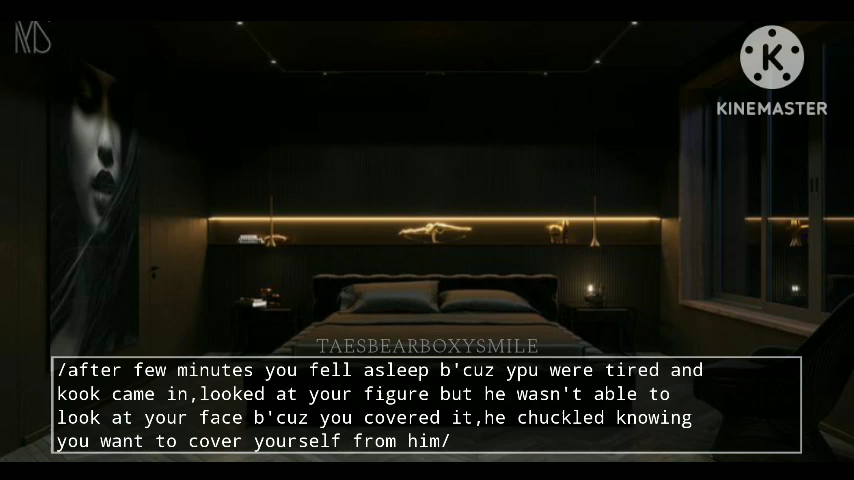 NYD
KINEMASTER
TAESBEARBOXYSMILE
/after few minutes you fell asleep b'cuz ypu were tired and
kook came in,looked at your figure but he wasn't able to
look at your face b'cuz you covered it,he chuckled knowing
you want to cover yourself from him/